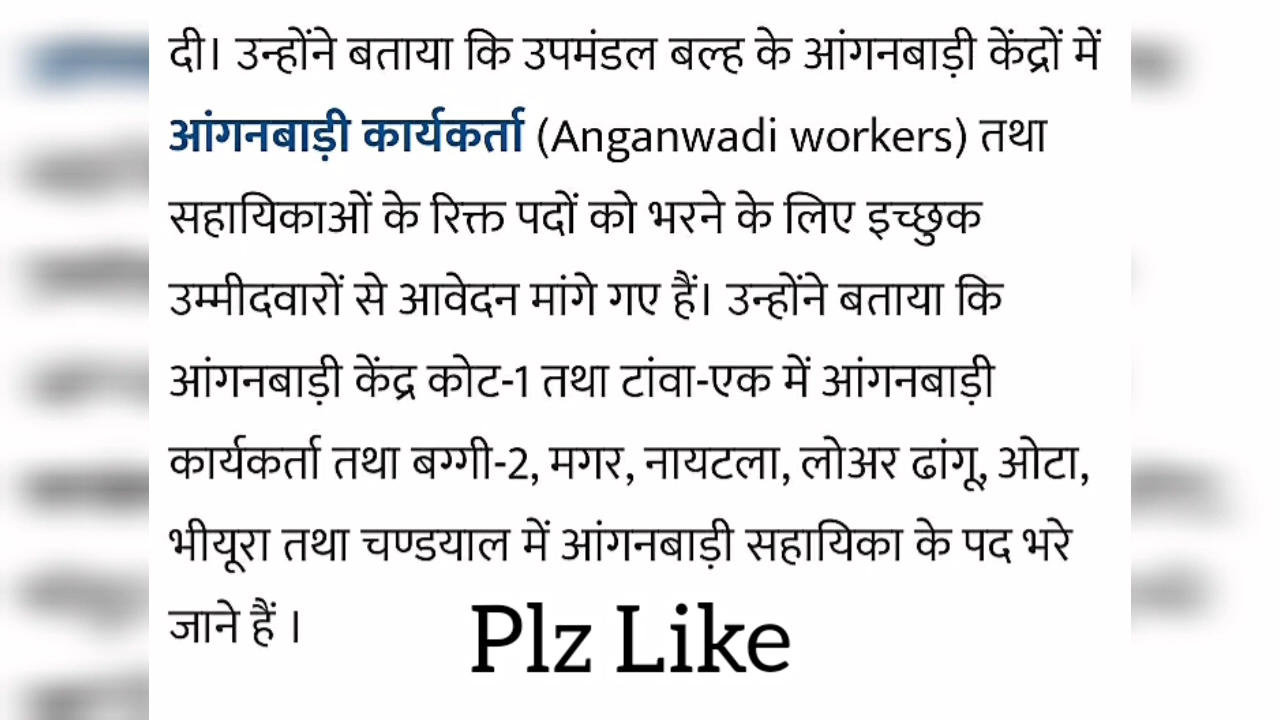 दी। उन्होंने बताया कि उपमंडल बल्ह के आंगनबाड़ी केंद्रों में
आंगनबाड़ी कार्यकर्ता (Anganwadi workers) तथा
सहायिकाओं के रिक्त पदों को भरने के लिए इच्छुक
उम्मीदवारों से आवेदन मांगे गए हैं। उन्होंने बताया कि
आंगनबाड़ी केंद्र कोट-1 तथा टांवा-एक में आंगनबाड़ी
कार्यकर्ता तथा बग्गी-2, मगर, नायटला, लोअर ढांगू, ओटा,
भीयूरा तथा चण्डयाल में आंगनबाड़ी सहायिका के पद भरे
जाने हैं ।
Plz Like